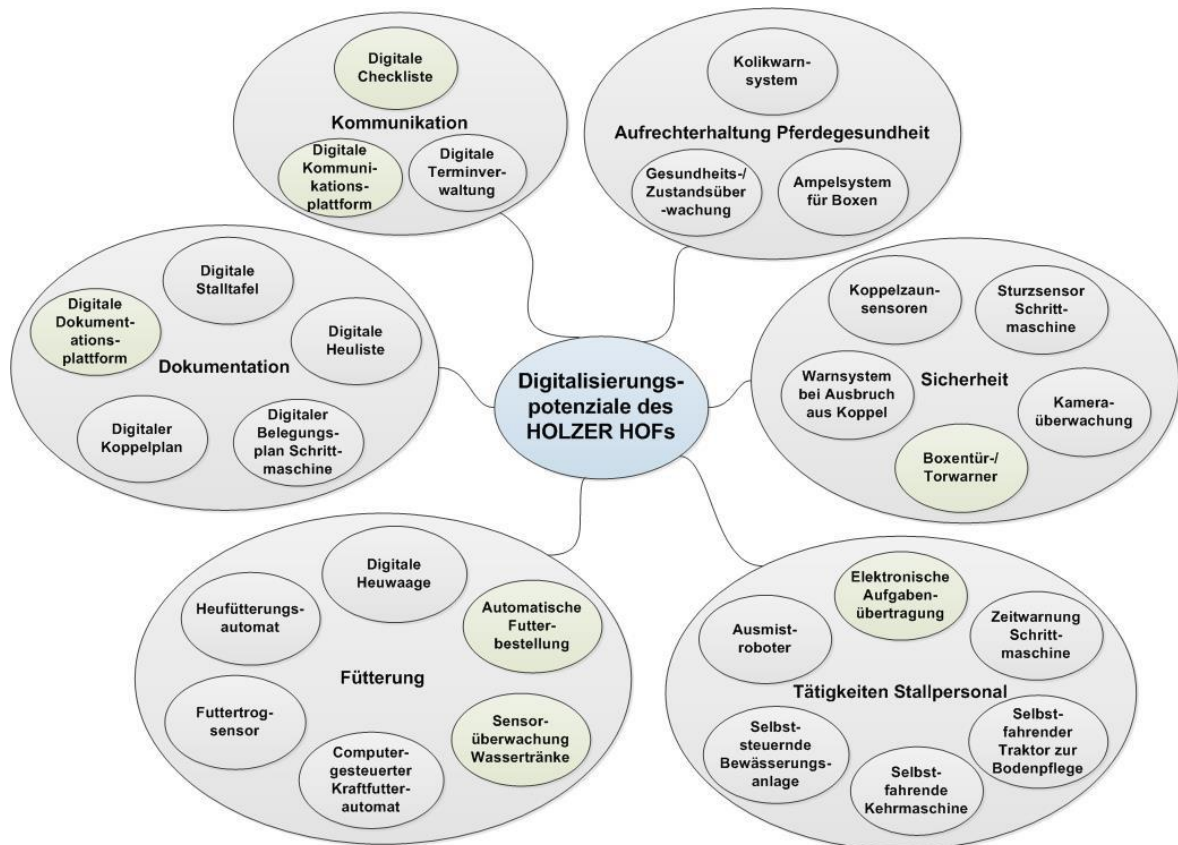 Digitale
Checkliste
Kommunikation
Digitale
Kommuni-
kations-
plattform
Digitale
Terminver-
waltung
Kolikwarn-
system
Aufrechterhaltung Pferdegesundheit
Gesundheits-/
Zustandsüber
-wachung
Ampelsystem
für Boxen
Digitale
Stalltafel
Digitale
Dokument-
ations-
plattform
Digitale
Heuliste
Dokumentation
Digitaler
Koppelplan
Digitaler
Belegungs-
plan Schritt-
maschine
Digitalisierungs-
potenziale des
HOLZER HOFs
Koppelzaun-
sensoren
Sturzsensor
Schritt-
maschine
Warnsystem
bei Ausbruch
aus Koppel
Sicherheit
Kamera-
überwachung
Boxentür-/
Torwarner
Digitale
Heuwaage
Heufütterungs-
automat
Automatische
Futter-
bestellung
Fütterung
Futtertrog-
sensor
Sensor-
überwachung
Wassertränke
Computer-
gesteuerter
Kraftfutter-
automat
Elektronische
Aufgaben-
übertragung
Ausmist-
roboter
Zeitwarnung
Schritt-
maschine
Tätigkeiten Stallpersonal
Selbst-
steuernde
Bewässerungs-
anlage
Selbst-
fahrende
Kehrmaschine
Selbst-
fahrender
Traktor zur
Bodenpflege